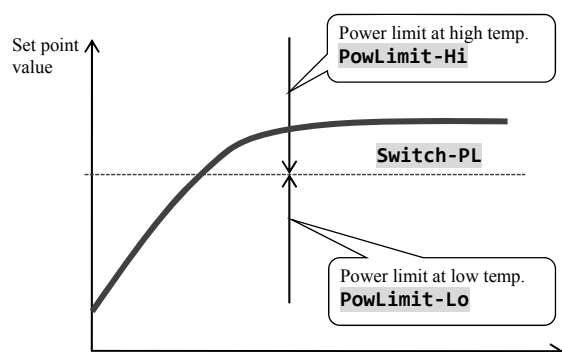 Set point
value
Power limit at high temp.
PowLimit-Hi
Switch-PL
Power limit at low temp.
PowLimit-Lo